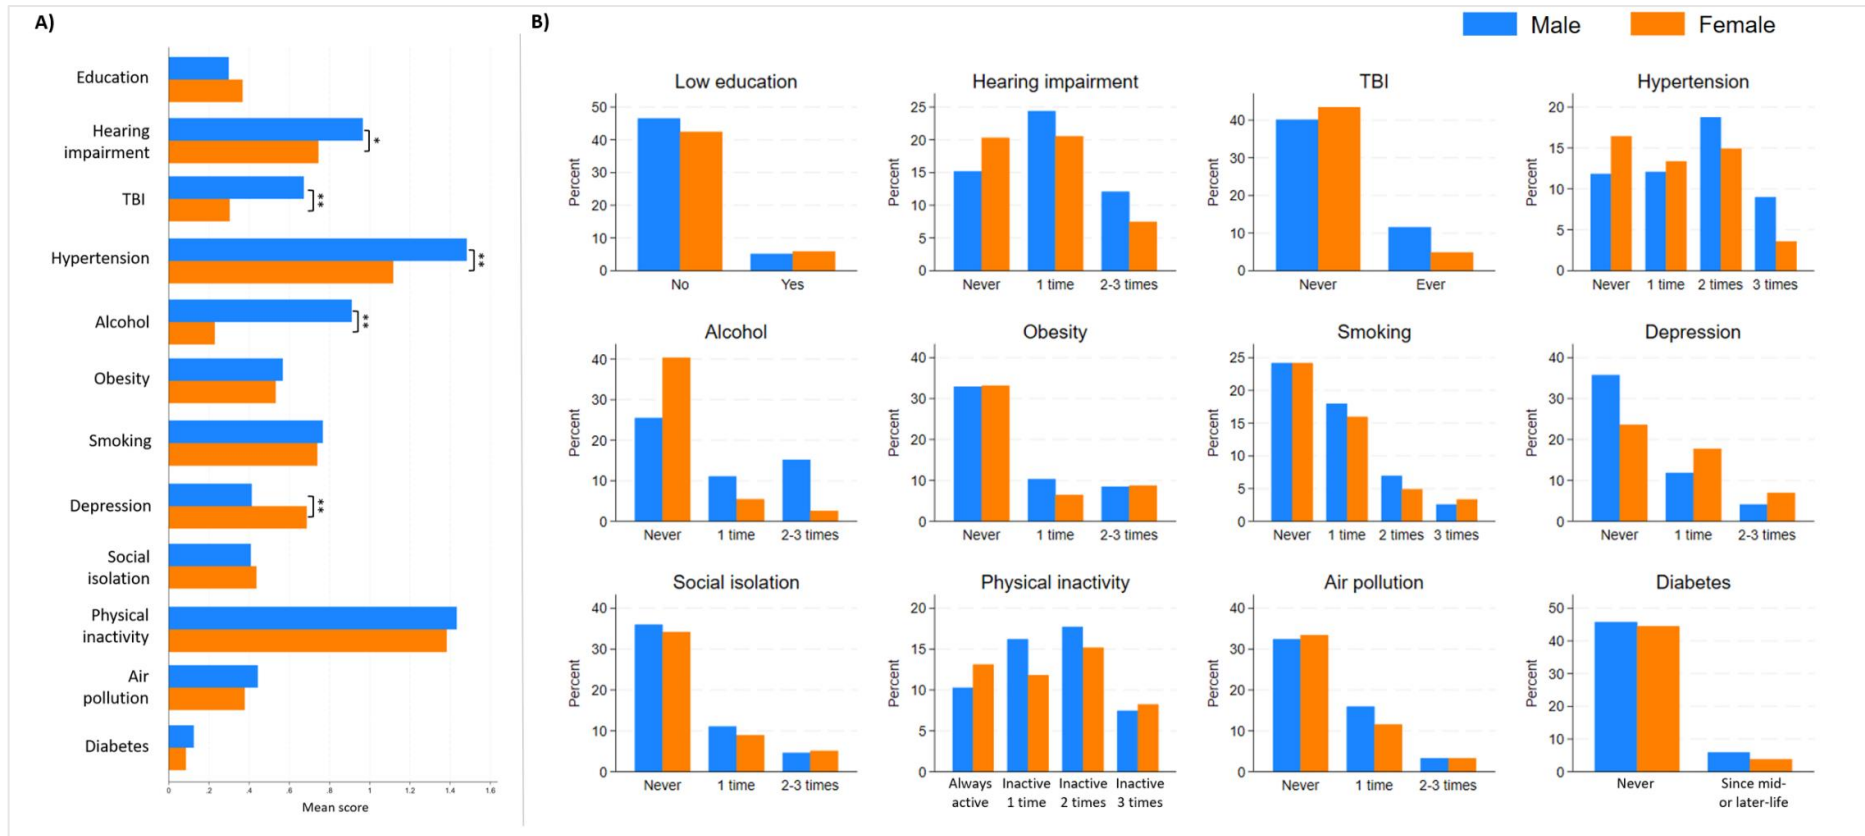 A)
B)
Male
Female
Education
Hearing
impairment
*
TBI
**
Hypertension
**
Alcohol
**
Obesity
Smoking
Depression
**
Social
isolation
Physical
inactivity
Air
pollution
Diabetes
0 .2 .4 .6 .8 1 1.2 1.4 1.6
Mean score
Low education
Percent
50
40
30
20
10
0
No Yes
Hearing impairment
Percent
25
20
15
10
5
0
Never 1 time 2-3 times
TBI
Percent
40
30
20
10
0
Never Ever
Hypertension
Percent
20
15
10
5
0
Never 1 time 2 times 3 times
Alcohol
Percent
40
30
20
10
0
Never 1 time 2-3 times
Obesity
Percent
40
30
20
10
0
Never 1 time 2-3 times
Smoking
Percent
25
20
15
10
5
0
Never 1 time 2 times 3 times
Depression
Percent
40
30
20
10
0
Never 1 time 2-3 times
Social isolation
Percent
40
30
20
10
0
Never 1 time 2-3 times
Physical inactivity
Percent
20
15
10
5
0
Always Inactive Inactive Inactive
active 1 time 2 times 3 times
Air pollution
Percent
40
30
20
10
0
Never 1 time 2-3 times
Diabetes
Percent
50
40
30
20
10
0
Never Since mid-
or later-life